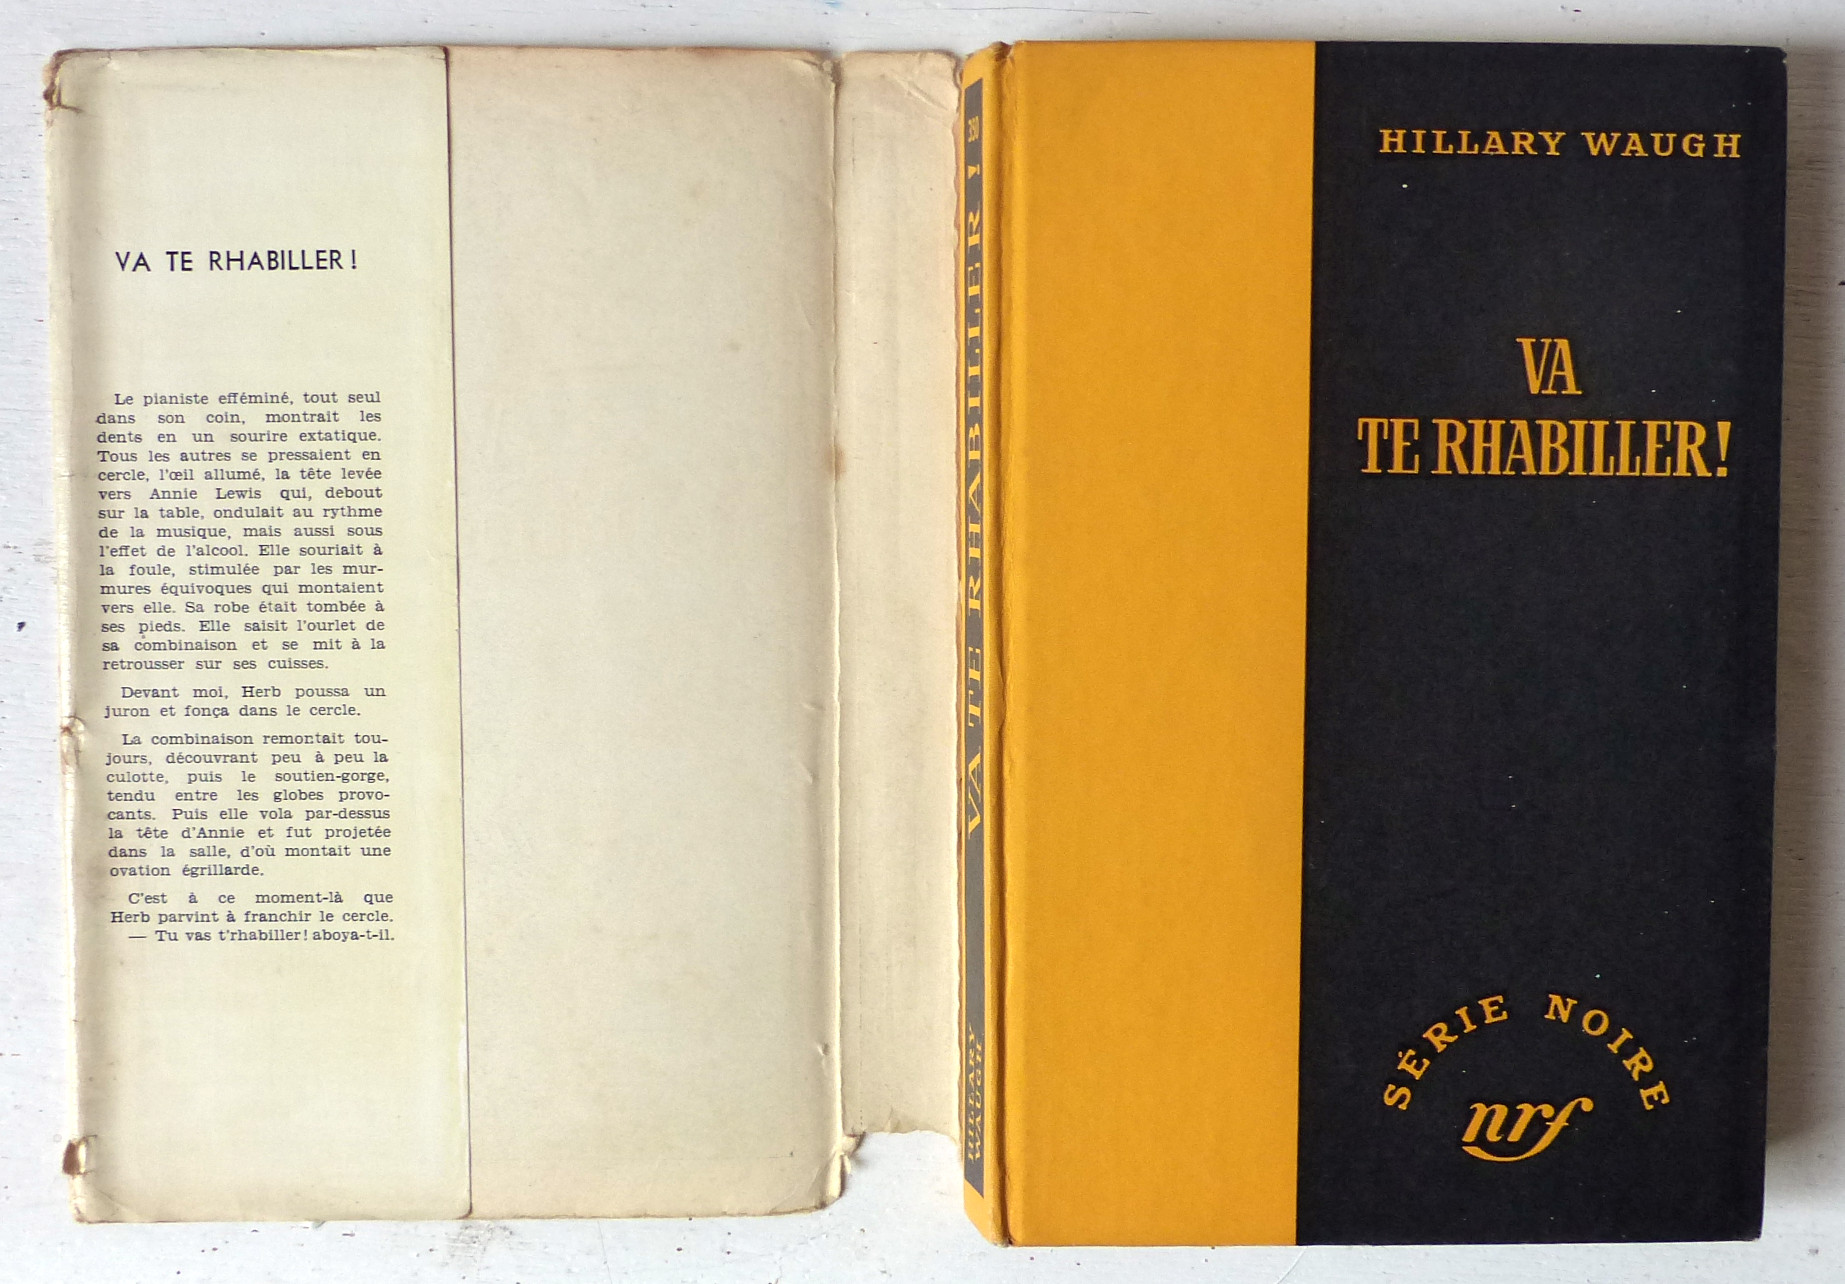 VA TE RHABILLER !
Le pianiste efféminé, tout seul
dans son coin, montrait les
dents en un sourire extatique.
Tous les autres se pressaient en
cercle, l'œil allumé, la tête levée
vers Annie Lewis qui, debout
sur la table, ondulait au rythme
de la musique, mais aussi sous
l'effet de l'alcool. Elle souriait à
la foule, stimulée par les mur-
mures équivoques qui montaient
vers elle. Sa robe était tombée à
ses pieds. Elle saisit l'ourlet de
sa combinaison et se mit à la
retrousser sur ses cuisses.
Devant moi, Herb poussa un
juron et fonça dans le cercle.
La combinaison remontait tou-
jours, découvrant peu à peu la
culotte, puis le soutien-gorge,
tendu entre les globes provo-
cants. Puis elle vola par-dessus
la tête d'Annie et fut projetée
dans la salle, d'où montait une
ovation égrillarde.
C'est à ce moment-là que
Herb parvint à franchir le cercle.
— Tu vas t'rhabiller ! aboya-t-il.
HILLARY
WAUGH
VA TE RHABILLER !
350
HILLARY WAUGH
VA
TE RHABILLER !
SÉRIE NOIRE
nrf